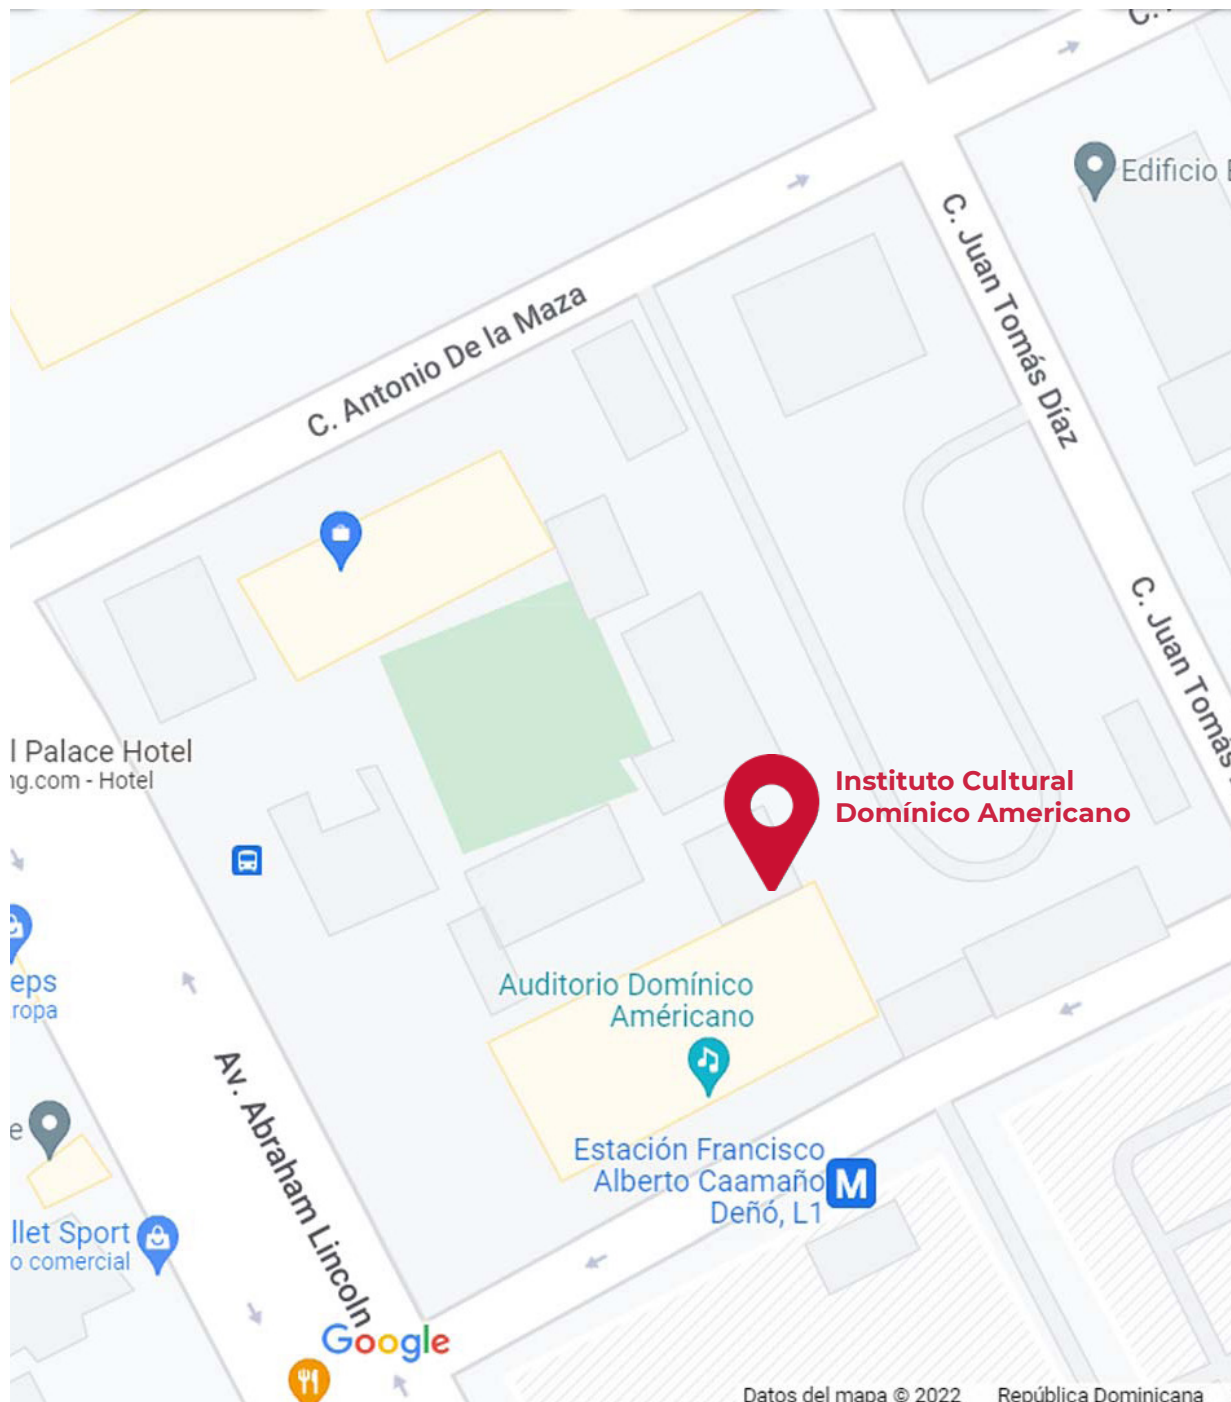 C.
Edificio
C. Juan Tomás Díaz
C. Antonio De la Maza
C. Juan Tomás
l Palace Hotel
ng.com - Hotel
Instituto Cultural
Domínico Americano
eps
ropa
Auditorio Domínico
Américano
Av. Abraham Lincoln
e
Estación Francisco
Alberto Caamaño
Deñó, L1
M
llet Sport
o comercial
Google
Datos del mapa © 2022 República Dominicana